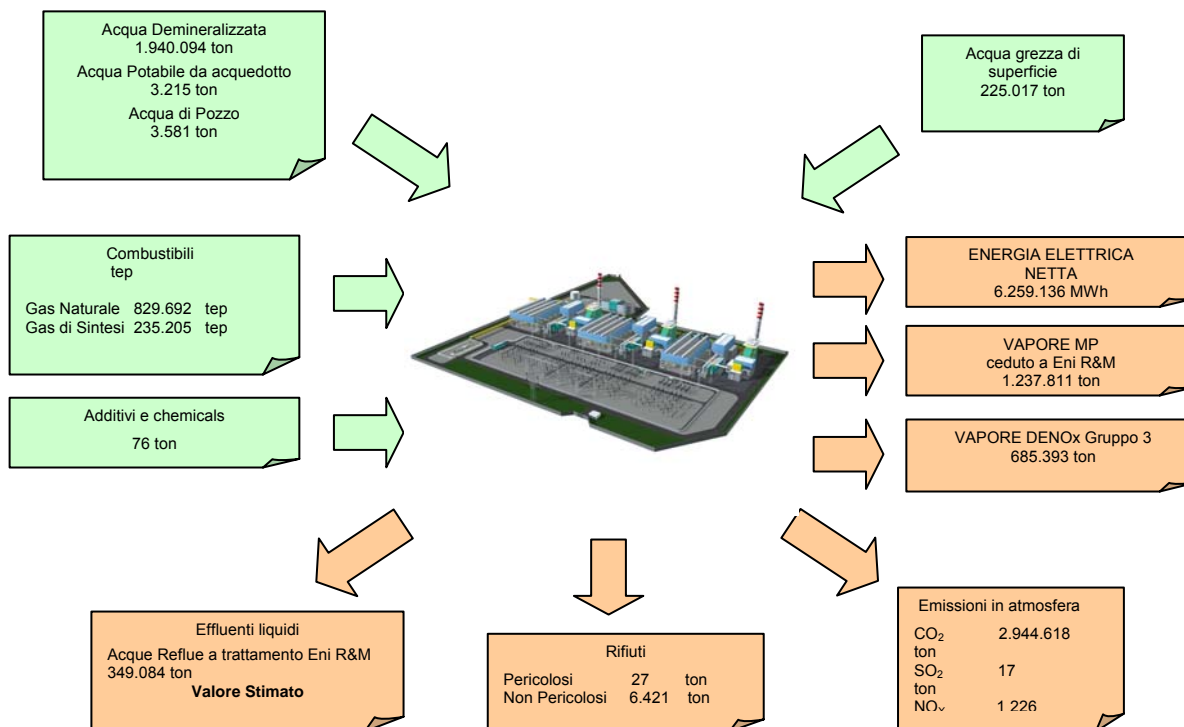 Acqua Demineralizzata
1.940.094 ton
Acqua Potabile da acquedotto
3.215 ton
Acqua di Pozzo
3.581 ton
Acqua grezza di
superficie
225.017 ton
Combustibili
tep
Gas Naturale 829.692 tep
Gas di Sintesi 235.205 tep
Additivi e chemicals
76 ton
ENERGIA ELETTRICA
NETTA
6.259.136 MWh
VAPORE MP
ceduto a Eni R&M
1.237.811 ton
VAPORE DENOx Gruppo 3
685.393 ton
Effluenti liquidi
Acque Reflue a trattamento Eni R&M
349.084 ton
Valore Stimato
Rifiuti
Pericolosi 27 ton
Non Pericolosi 6.421 ton
Emissioni in atmosfera
CO₂ 2.944.618
ton
SO₂ 17
ton
NOₓ 1.226